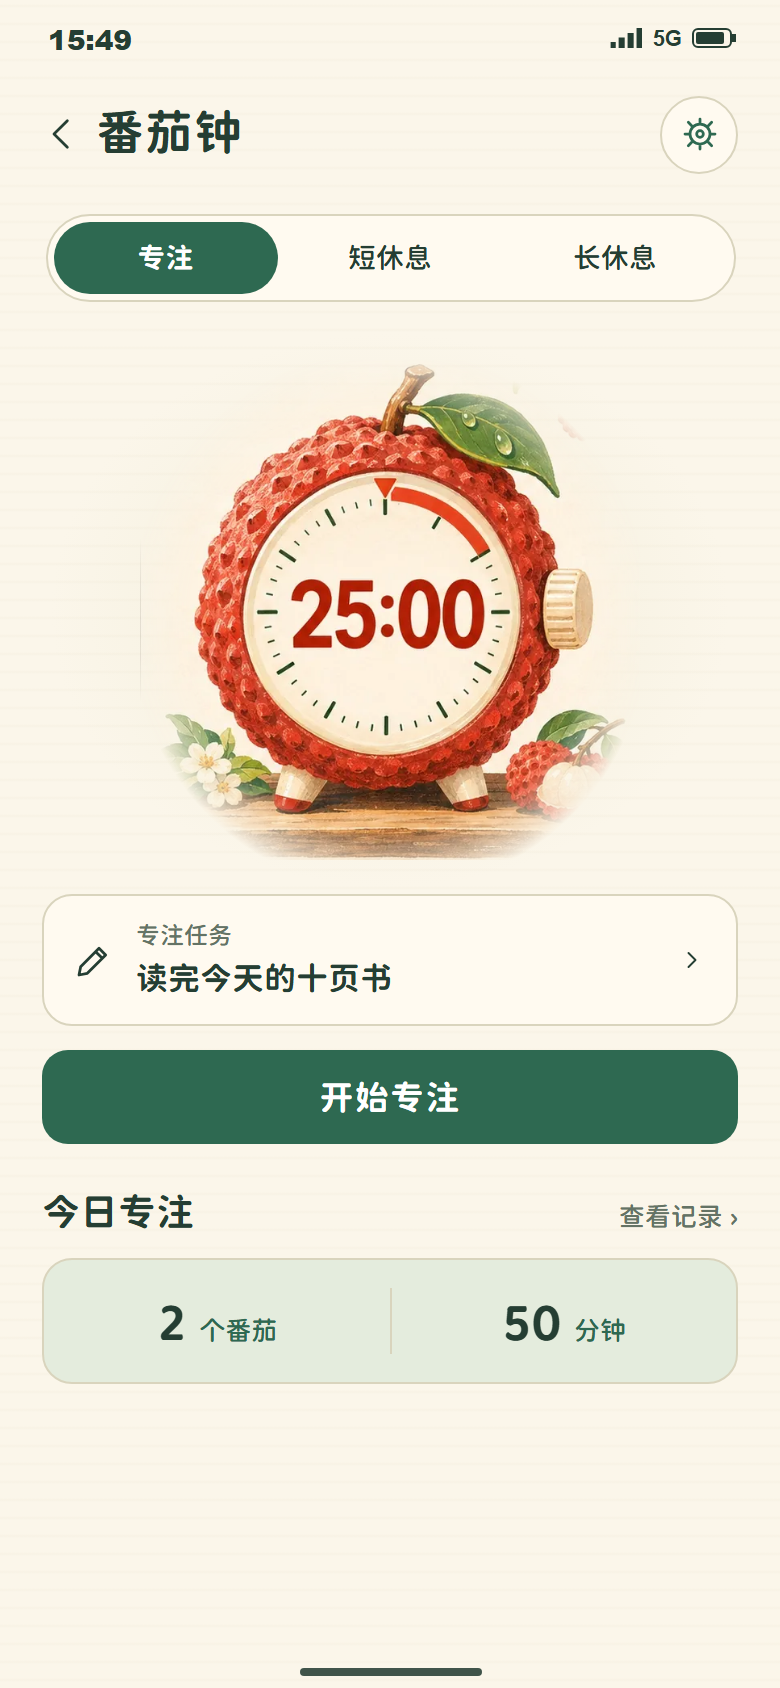 15:49 5G
番茄钟
专注 短休息 长休息
25:00
专注任务
读完今天的十页书
开始专注
今日专注 查看记录 ›
2 个番茄 50 分钟